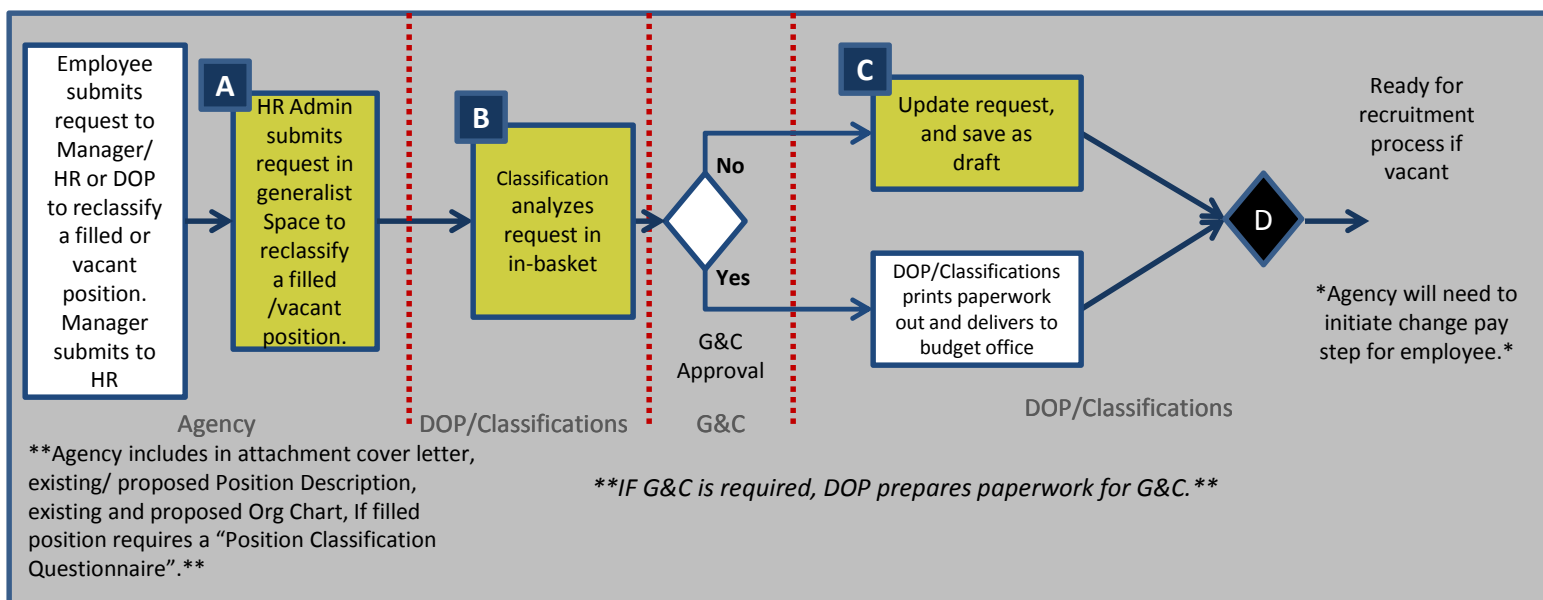 Employee
submits
request to
Manager/
HR or DOP
to reclassify
a filled or
vacant
position.
Manager
submits to
HR
A
HR Admin
submits
request in
generalist
Space to
reclassify
a filled
/vacant
position.
B
Classification
analyzes
request in
in-basket
No
Yes
G&C
Approval
C
Update request,
and save as
draft
DOP/Classifications
prints paperwork
out and delivers to
budget office
D
Ready for
recruitment
process if
vacant
*Agency will need to
initiate change pay
step for employee.*
Agency
DOP/Classifications
G&C
DOP/Classifications
**Agency includes in attachment cover letter,
existing/ proposed Position Description,
existing and proposed Org Chart, If filled
position requires a “Position Classification
Questionnaire”.**
**IF G&C is required, DOP prepares paperwork for G&C.**